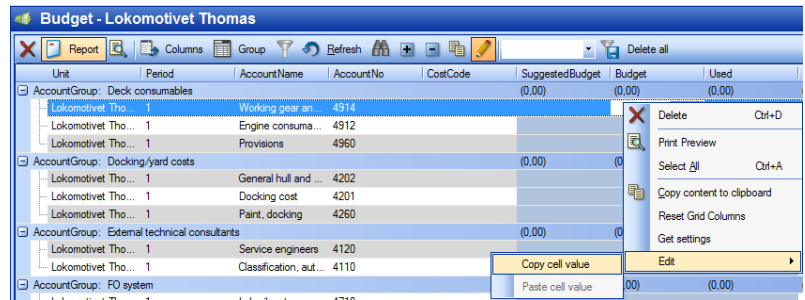 Budget - Lokomotivet Thomas
Report Columns Group Refresh Delete all
Unit Period AccountName AccountNo CostCode SuggestedBudget Budget Used
AccountGroup: Deck consumables (0,00) (0,00) (0,00)
Lokomotivet Tho... 1 Working gear an... 4914
Lokomotivet Tho... 1 Engine consuma... 4912
Lokomotivet Tho... 1 Provisions 4960
AccountGroup: Docking/yard costs (0,00) (0
Lokomotivet Tho... 1 General hull and ... 4202
Lokomotivet Tho... 1 Docking cost 4201
Lokomotivet Tho... 1 Paint, docking 4260
AccountGroup: External technical consultants (0,00) (0
Lokomotivet Tho... 1 Service engineers 4120
Lokomotivet Tho... 1 Classification, aut... 4110
AccountGroup: FO system ,00) (0,00)
Delete Ctrl+D
Print Preview
Select All Ctrl+A
Copy content to clipboard
Reset Grid Columns
Get settings
Edit
Copy cell value
Paste cell value